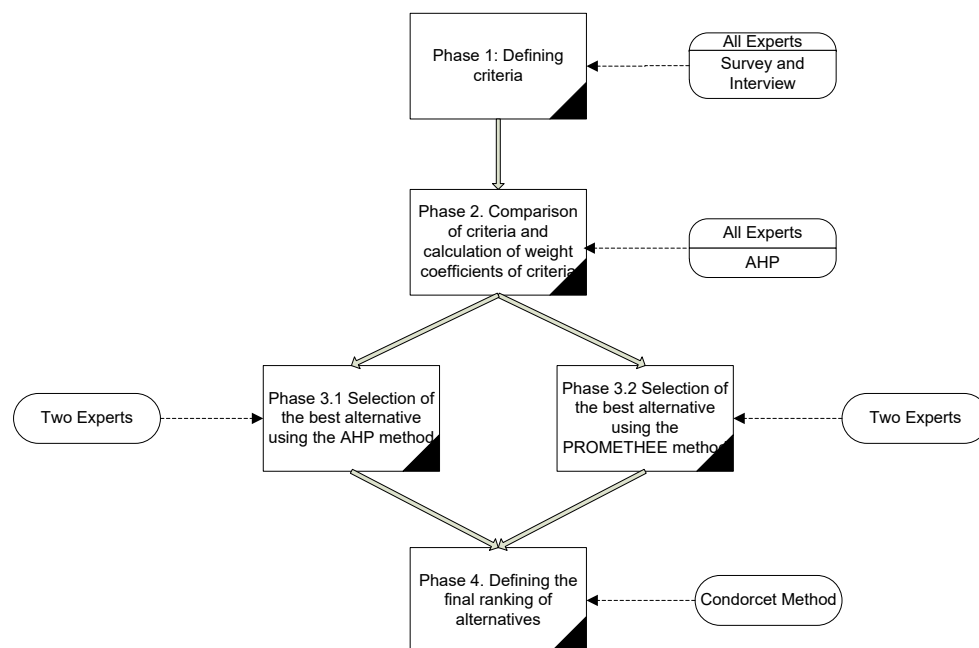 Phase 1: Defining
criteria
All Experts
Survey and
Interview
Phase 2. Comparison
of criteria and
calculation of weight
coefficients of criteria
All Experts
AHP
Two Experts
Phase 3.1 Selection of
the best alternative
using the AHP method
Phase 3.2 Selection of
the best alternative
using the
PROMETHEE method
Two Experts
Phase 4. Defining the
final ranking of
alternatives
Condorcet Method